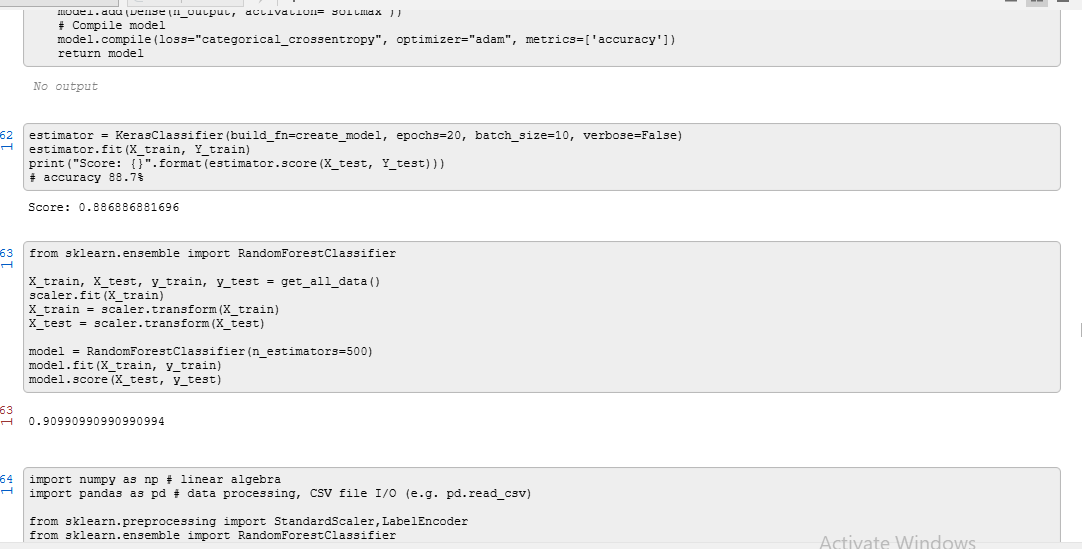 model.add(Dense(n_output, activation='softmax'))
# Compile model
model.compile(loss="categorical_crossentropy", optimizer="adam", metrics=['accuracy'])
return model
No output
62
estimator = KerasClassifier(build_fn=create_model, epochs=20, batch_size=10, verbose=False)
1
estimator.fit(X_train, Y_train)
print("Score: {}".format(estimator.score(X_test, Y_test)))
# accuracy 88.7%
Score: 0.886886881696
63
from sklearn.ensemble import RandomForestClassifier
1
X_train, X_test, y_train, y_test = get_all_data()
scaler.fit(X_train)
X_train = scaler.transform(X_train)
X_test = scaler.transform(X_test)
model = RandomForestClassifier(n_estimators=500)
model.fit(X_train, y_train)
model.score(X_test, y_test)
63
1
0.90990990990990994
64
import numpy as np # linear algebra
1
import pandas as pd # data processing, CSV file I/O (e.g. pd.read_csv)
from sklearn.preprocessing import StandardScaler,LabelEncoder
from sklearn.ensemble import RandomForestClassifier
Activate Windows